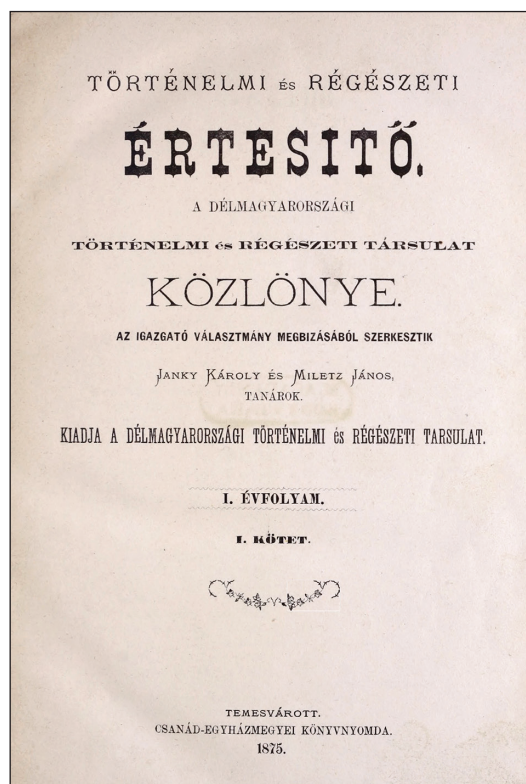 TÖRTÉNELMI ÉS RÉGÉSZETI
ÉRTESITŐ.
A DÉLMAGYARORSZÁGI
TÖRTÉNELMI és RÉGÉSZETI TÁRSULAT
KÖZLÖNYE.
AZ IGAZGATÓ VÁLASZTMÁNY MEGBIZÁSÁBÓL SZERKESZTIK
JANKY KÁROLY ÉS MILETZ JÁNOS,
TANÁROK.
KIADJA A DÉLMAGYARORSZÁGI TÖRTÉNELMI és RÉGÉSZETI TARSULAT.
I. ÉVFOLYAM.
I. KÖTET.
TEMESVÁROTT.
CSANÁD-EGYHÁZMEGYEI KÖNYVNYOMDA.
1875.